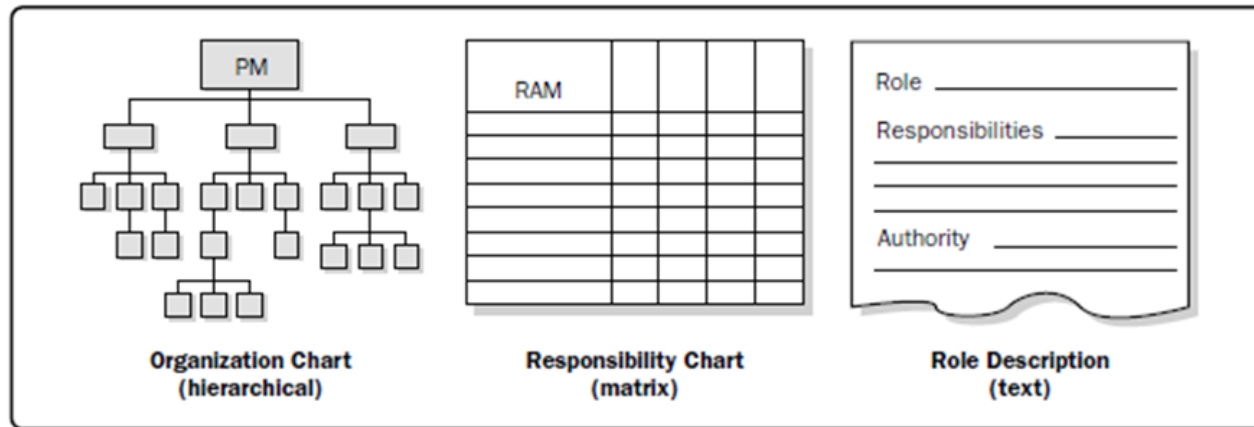 PM
RAM
Role
Responsibilities
Authority
Organization Chart
(hierarchical)
Responsibility Chart
(matrix)
Role Description
(text)